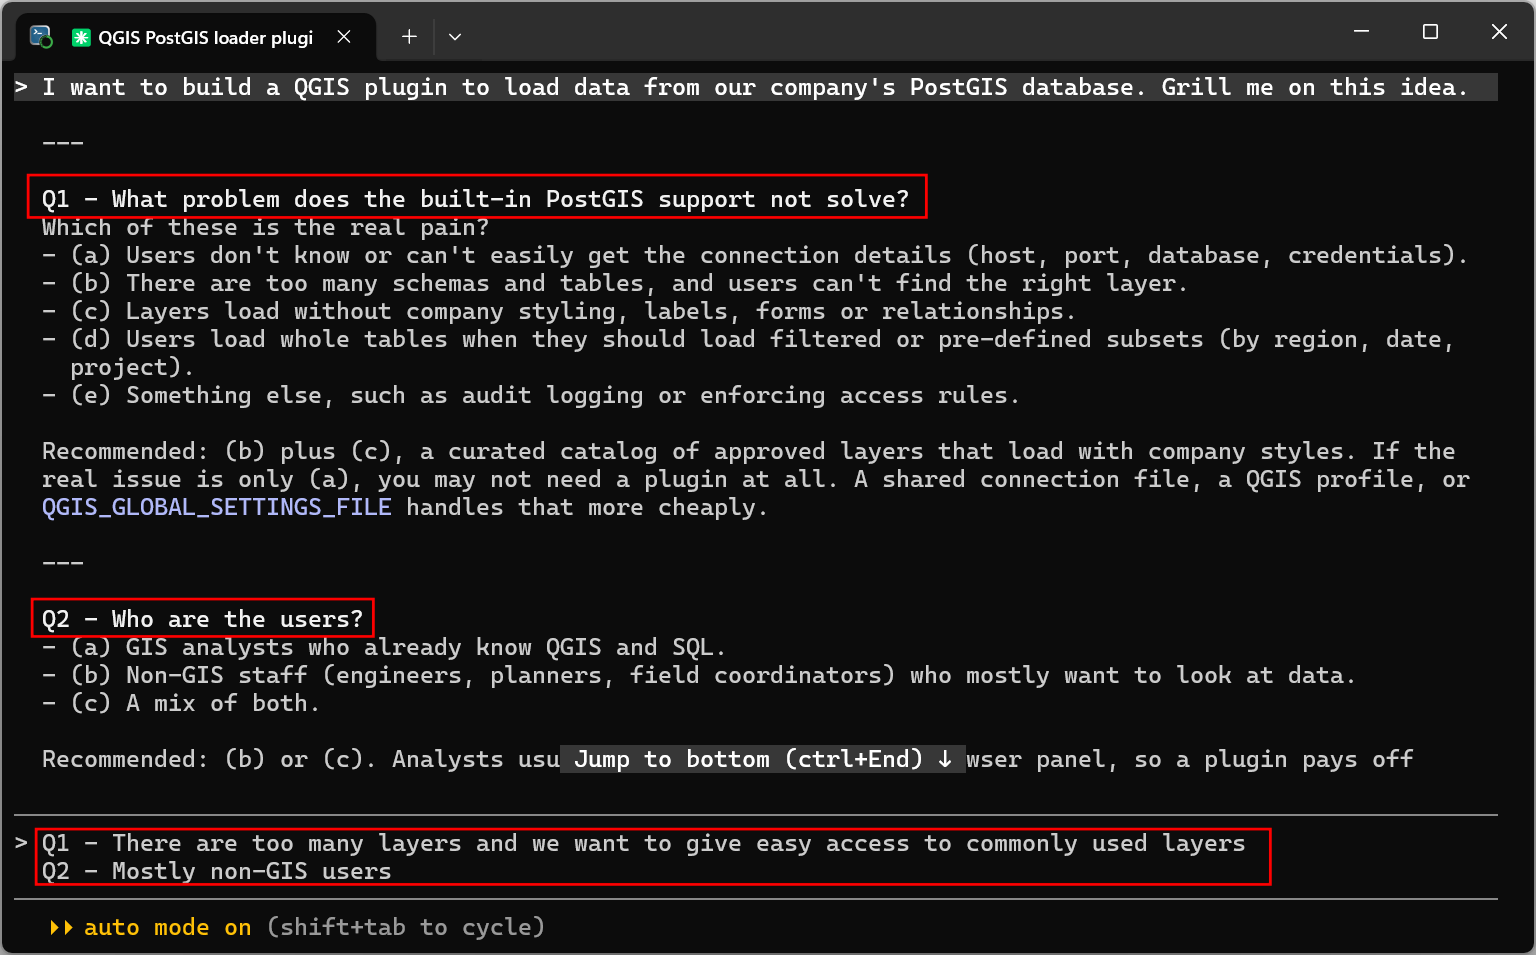 QGIS PostGIS loader plugi
> I want to build a QGIS plugin to load data from our company's PostGIS database. Grill me on this idea.
---
Q1 - What problem does the built-in PostGIS support not solve?
Which of these is the real pain?
- (a) Users don't know or can't easily get the connection details (host, port, database, credentials).
- (b) There are too many schemas and tables, and users can't find the right layer.
- (c) Layers load without company styling, labels, forms or relationships.
- (d) Users load whole tables when they should load filtered or pre-defined subsets (by region, date,
project).
- (e) Something else, such as audit logging or enforcing access rules.
Recommended: (b) plus (c), a curated catalog of approved layers that load with company styles. If the
real issue is only (a), you may not need a plugin at all. A shared connection file, a QGIS profile, or
QGIS_GLOBAL_SETTINGS_FILE handles that more cheaply.
---
Q2 - Who are the users?
- (a) GIS analysts who already know QGIS and SQL.
- (b) Non-GIS staff (engineers, planners, field coordinators) who mostly want to look at data.
- (c) A mix of both.
Recommended: (b) or (c). Analysts usu Jump to bottom (ctrl+End) ↓ wser panel, so a plugin pays off
> Q1 - There are too many layers and we want to give easy access to commonly used layers
Q2 - Mostly non-GIS users
⏵⏵ auto mode on (shift+tab to cycle)